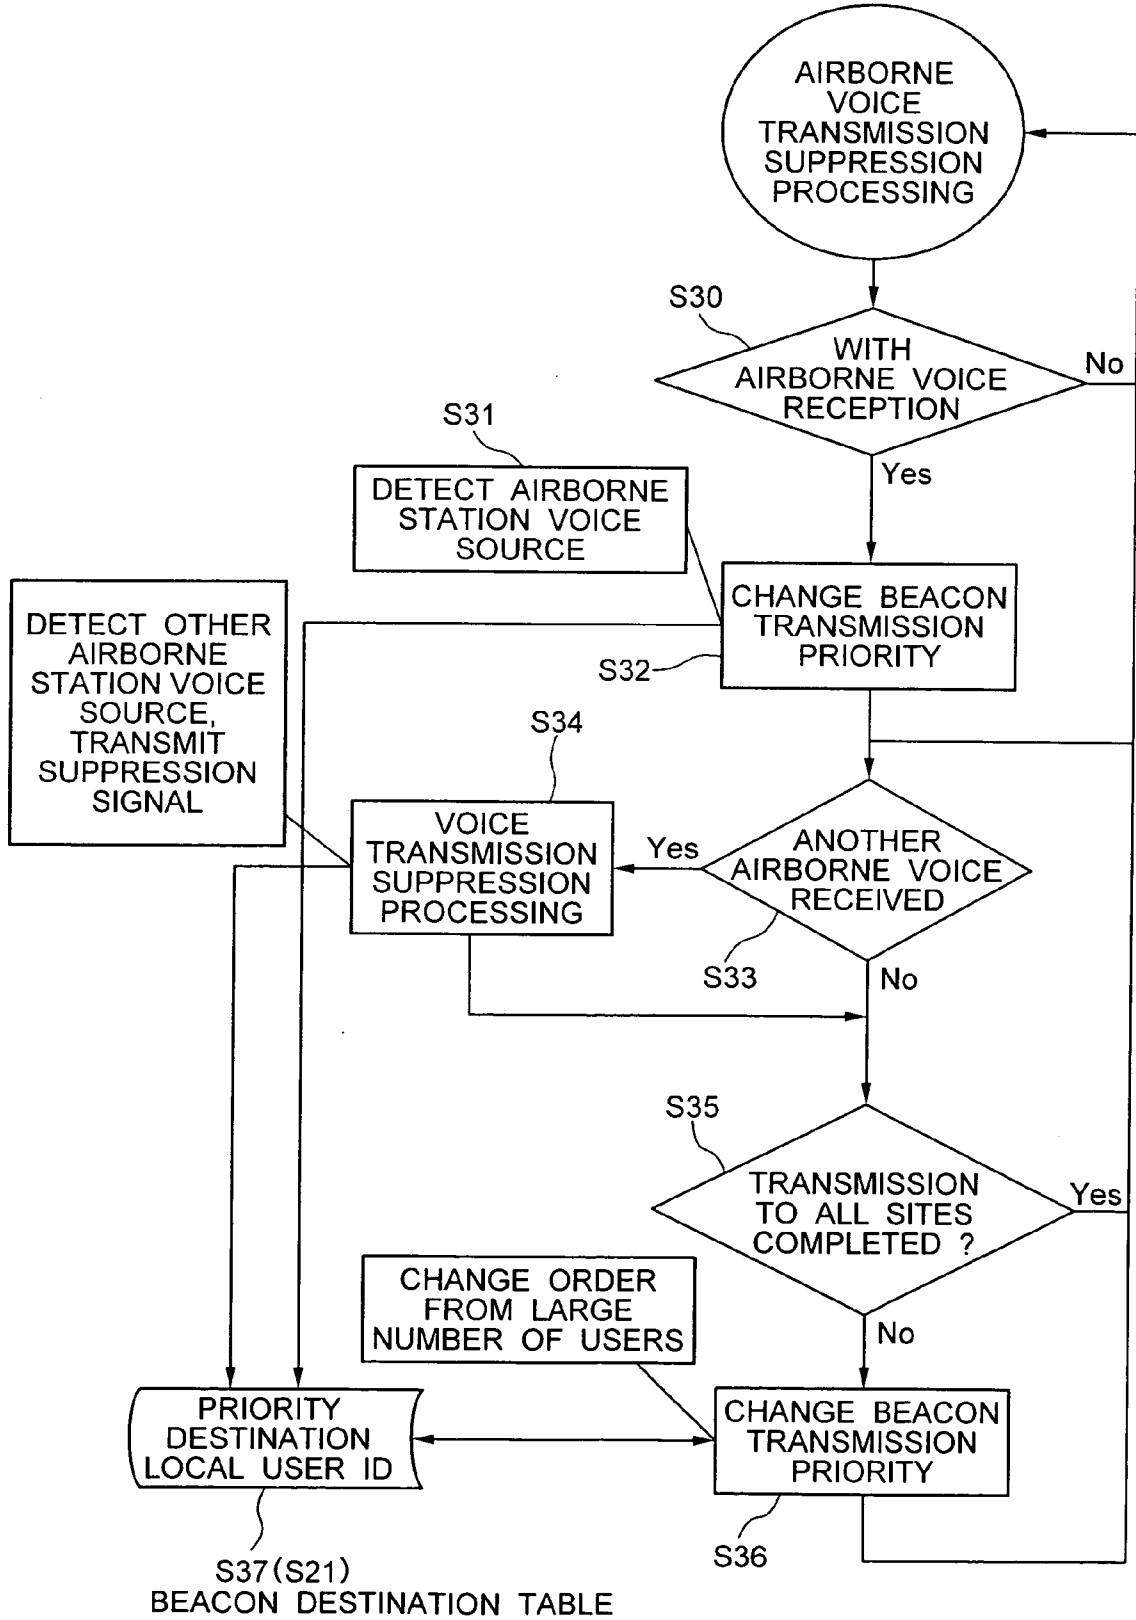 AIRBORNE
VOICE
TRANSMISSION
SUPPRESSION
PROCESSING
S30
WITH
AIRBORNE VOICE
RECEPTION
No
Yes
S31
DETECT AIRBORNE
STATION VOICE
SOURCE
CHANGE BEACON
TRANSMISSION
PRIORITY
S32
DETECT OTHER
AIRBORNE
STATION VOICE
SOURCE,
TRANSMIT
SUPPRESSION
SIGNAL
S34
VOICE
TRANSMISSION
SUPPRESSION
PROCESSING
Yes
ANOTHER
AIRBORNE VOICE
RECEIVED
S33
No
S35
TRANSMISSION
TO ALL SITES
COMPLETED ?
Yes
No
CHANGE ORDER
FROM LARGE
NUMBER OF USERS
PRIORITY
DESTINATION
LOCAL USER ID
CHANGE BEACON
TRANSMISSION
PRIORITY
S36
S37(S21)
BEACON DESTINATION TABLE